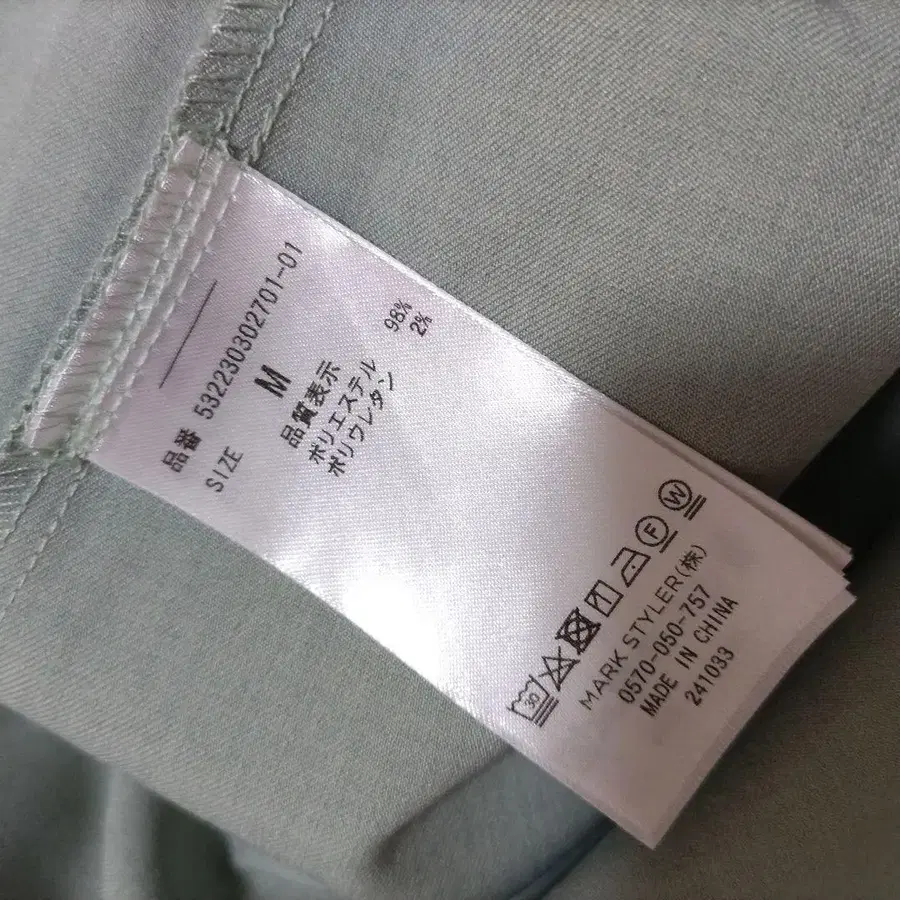 品番 532230302701-01
SIZE M
品質表示
ポリエステル 98%
ポリウレタン 2%
30 F W
MARK STYLER(株)
0570-050-757
MADE IN CHINA
241033